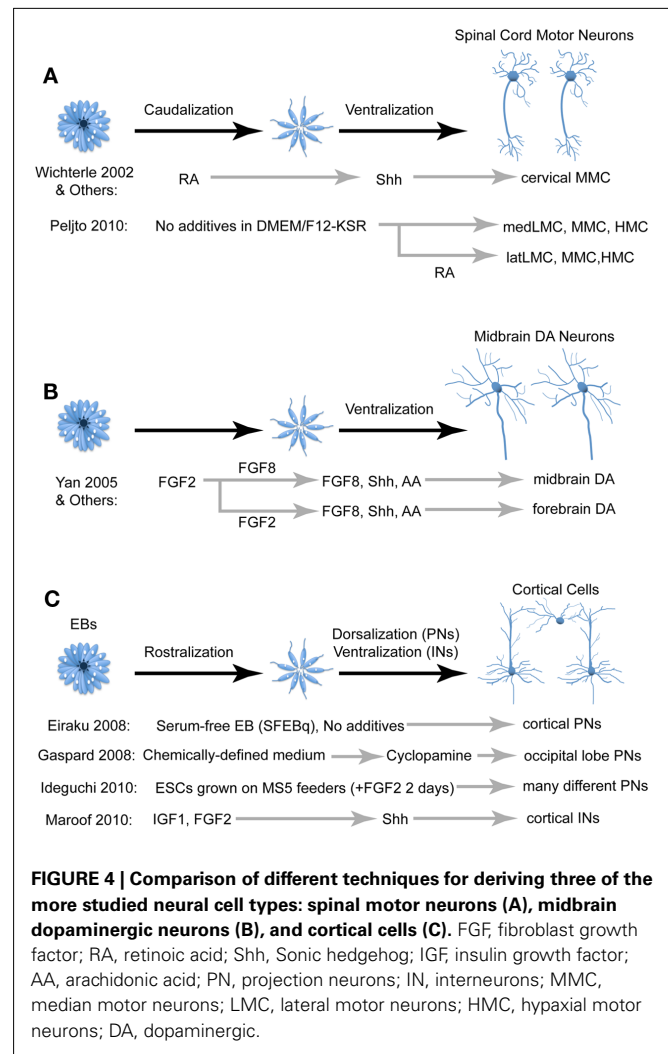 Spinal Cord Motor Neurons
A
Caudalization
Ventralization
Wichterle 2002
& Others:
RA
Shh
cervical MMC
Peljto 2010:
No additives in DMEM/F12-KSR
medLMC, MMC, HMC
RA
latLMC, MMC,HMC
Midbrain DA Neurons
B
Ventralization
Yan 2005
& Others:
FGF2
FGF8
FGF8, Shh, AA
midbrain DA
FGF2
FGF8, Shh, AA
forebrain DA
C
Cortical Cells
EBs
Rostralization
Dorsalization (PNs)
Ventralization (INs)
Eiraku 2008:
Serum-free EB (SFEBq), No additives
cortical PNs
Gaspard 2008:
Chemically-defined medium
Cyclopamine
occipital lobe PNs
Ideguchi 2010:
ESCs grown on MS5 feeders (+FGF2 2 days)
many different PNs
Maroof 2010:
IGF1, FGF2
Shh
cortical INs
FIGURE 4 | Comparison of different techniques for deriving three of the
more studied neural cell types: spinal motor neurons (A), midbrain
dopaminergic neurons (B), and cortical cells (C). FGF, fibroblast growth
factor; RA, retinoic acid; Shh, Sonic hedgehog; IGF, insulin growth factor;
AA, arachidonic acid; PN, projection neurons; IN, interneurons; MMC,
median motor neurons; LMC, lateral motor neurons; HMC, hypaxial motor
neurons; DA, dopaminergic.